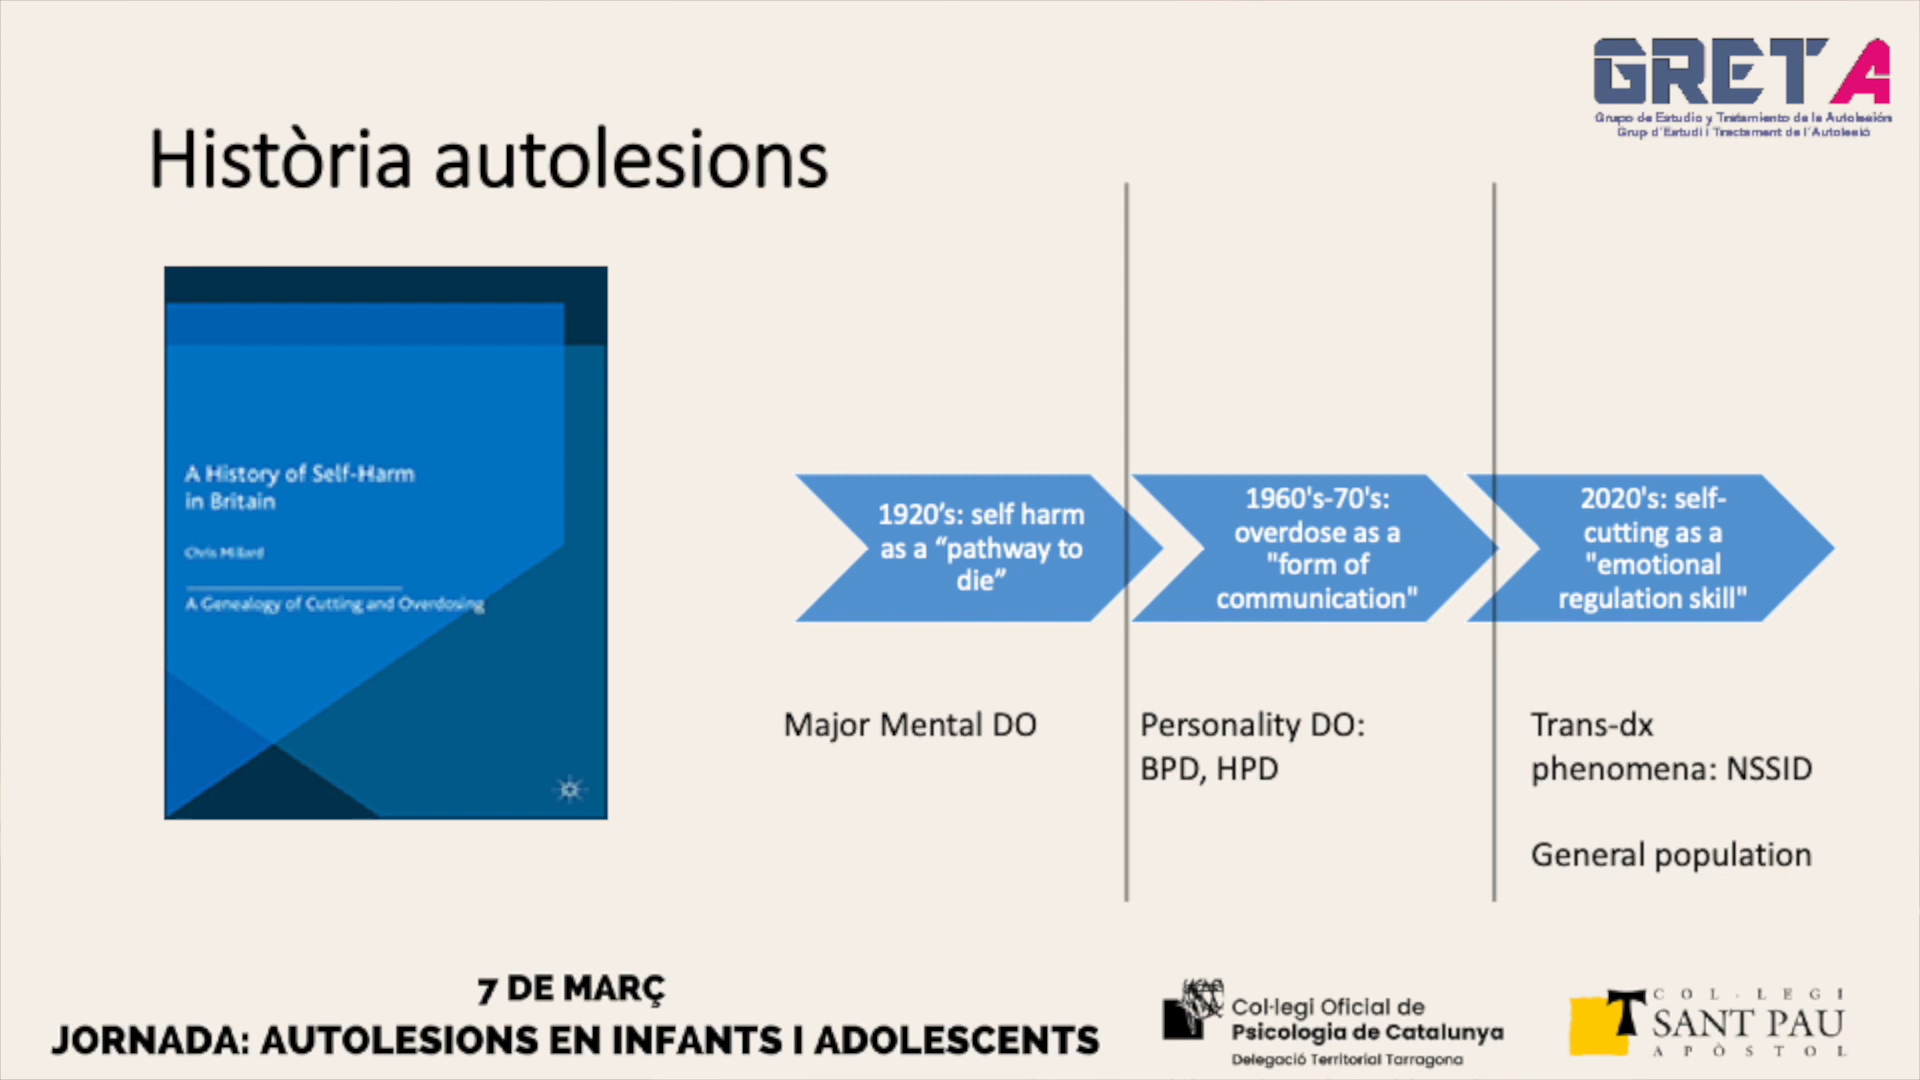 GRETA
Grupo de Estudio y Tratamiento de la Autolesión
Grup d'Estudi i Tractament de l'Autolesió
Història autolesions
A History of Self-Harm
in Britain
Chris Millard
A Genealogy of Cutting and Overdosing
1920's: self harm
as a “pathway to
die”
1960's-70's:
overdose as a
"form of
communication"
2020's: self-
cutting as a
"emotional
regulation skill"
Major Mental DO
Personality DO:
BPD, HPD
Trans-dx
phenomena: NSSID
General population
7 DE MARÇ
JORNADA: AUTOLESIONS EN INFANTS I ADOLESCENTS
Col·legi Oficial de
Psicologia de Catalunya
Delegació Territorial Tarragona
COL·LEGI
SANT PAU
APÒSTOL